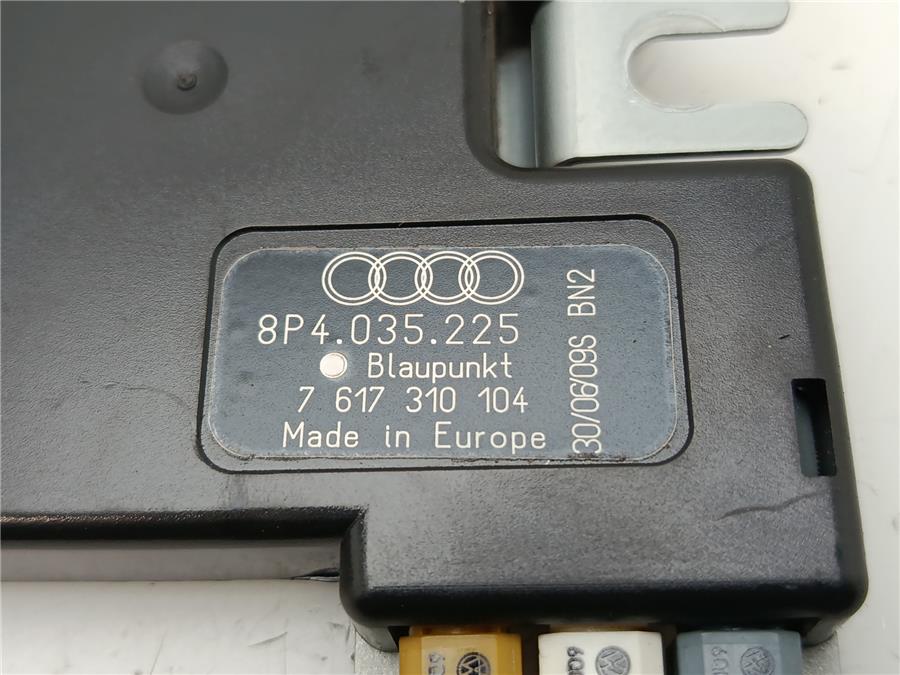 8P4.035.225
Blaupunkt
7 617 310 104
Made in Europe
30/06/09S BN2